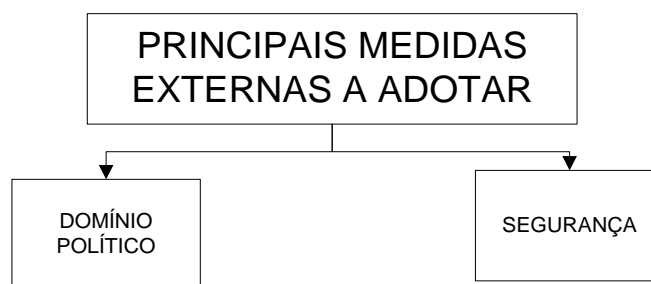 PRINCIPAIS MEDIDAS
EXTERNAS A ADOTAR
DOMÍNIO
POLÍTICO
SEGURANÇA